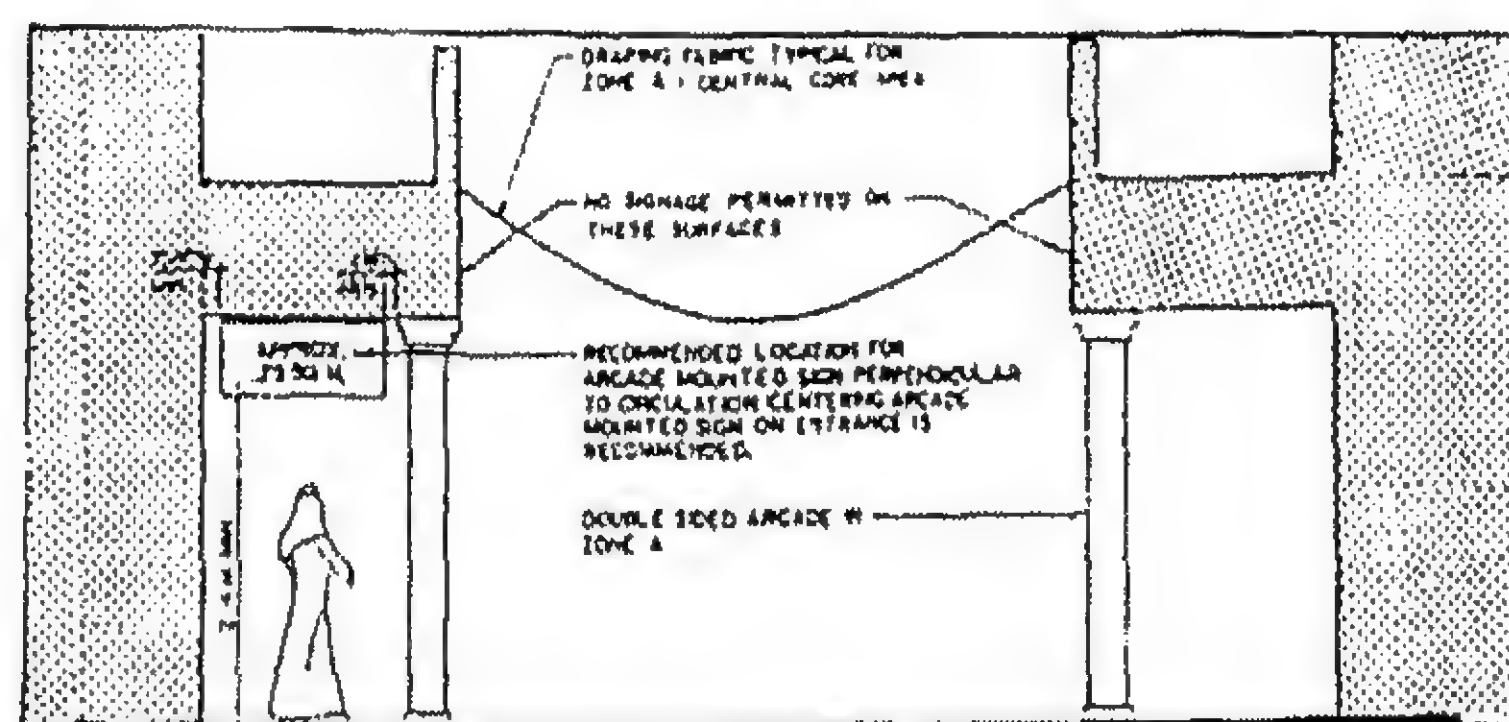 DRAPING FABRIC TYPICAL FOR
ZONE A : CENTRAL CORE AREA
NO SIGNAGE PERMITTED ON
THESE SURFACES
APPROX.
SQ M.
RECOMMENDED LOCATION FOR
ARCADE MOUNTED SIGN PERPENDICULAR
TO CIRCULATION CENTERING ARCADE
MOUNTED SIGN ON ENTRANCE IS
RECOMMENDED.
DOUBLE SIDED ARCADE IN
ZONE A